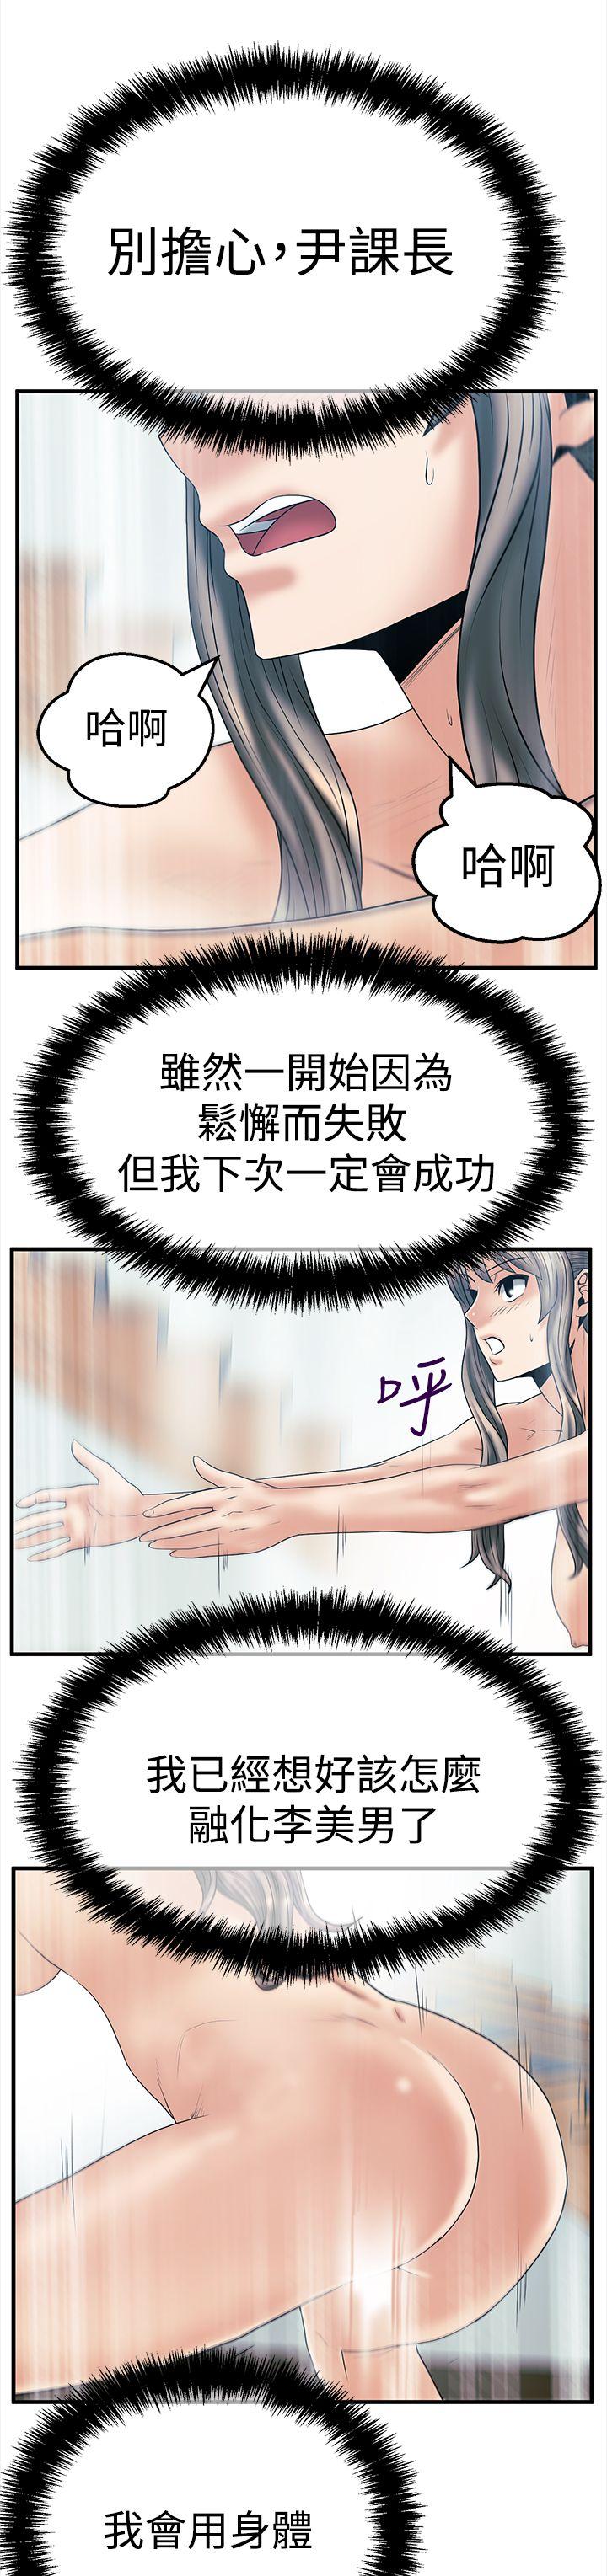 別擔心，尹課長
哈啊
哈啊
雖然一開始因為
鬆懈而失敗
但我下次一定會成功
呼
我已經想好該怎麼
融化李美男了
我會用身體